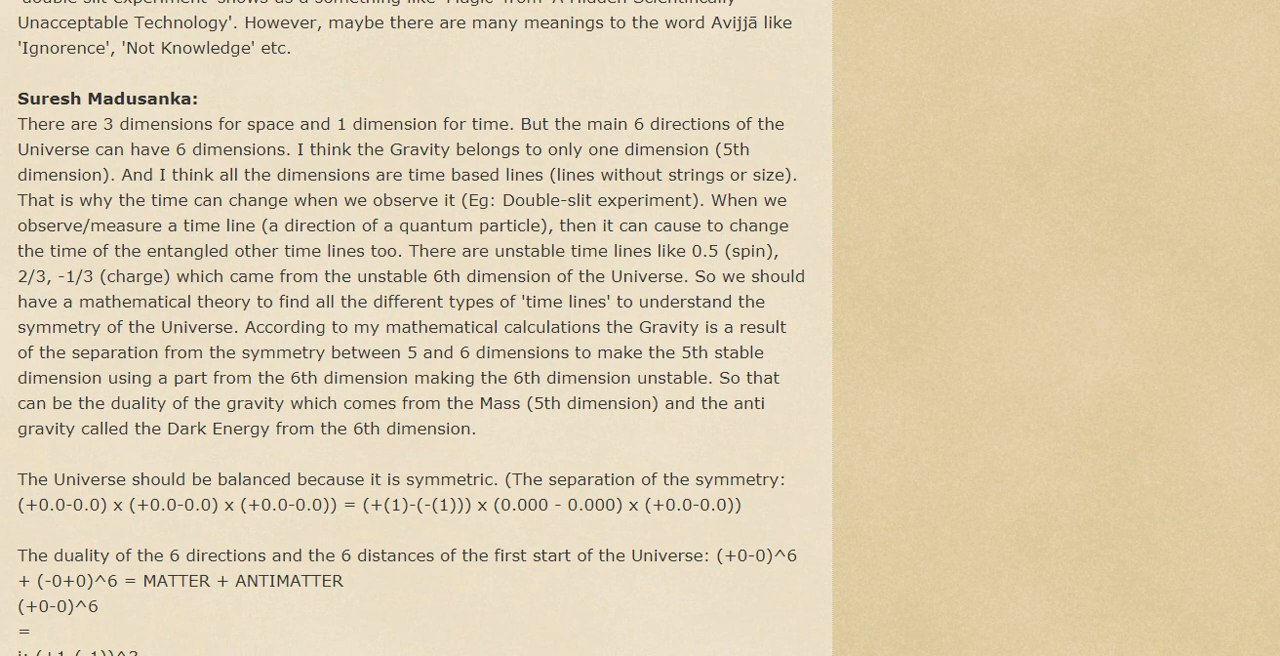 Unacceptable Technology'. However, maybe there are many meanings to the word Avijjā like
'Ignorence', 'Not Knowledge' etc.
Suresh Madusanka:
There are 3 dimensions for space and 1 dimension for time. But the main 6 directions of the
Universe can have 6 dimensions. I think the Gravity belongs to only one dimension (5th
dimension). And I think all the dimensions are time based lines (lines without strings or size).
That is why the time can change when we observe it (Eg: Double-slit experiment). When we
observe/measure a time line (a direction of a quantum particle), then it can cause to change
the time of the entangled other time lines too. There are unstable time lines like 0.5 (spin),
2/3, -1/3 (charge) which came from the unstable 6th dimension of the Universe. So we should
have a mathematical theory to find all the different types of 'time lines' to understand the
symmetry of the Universe. According to my mathematical calculations the Gravity is a result
of the separation from the symmetry between 5 and 6 dimensions to make the 5th stable
dimension using a part from the 6th dimension making the 6th dimension unstable. So that
can be the duality of the gravity which comes from the Mass (5th dimension) and the anti
gravity called the Dark Energy from the 6th dimension.
The Universe should be balanced because it is symmetric. (The separation of the symmetry:
(+0.0-0.0) x (+0.0-0.0) x (+0.0-0.0)) = (+(1)-(-(1))) x (0.000 - 0.000) x (+0.0-0.0))
The duality of the 6 directions and the 6 distances of the first start of the Universe: (+0-0)^6
+ (-0+0)^6 = MATTER + ANTIMATTER
(+0-0)^6
=